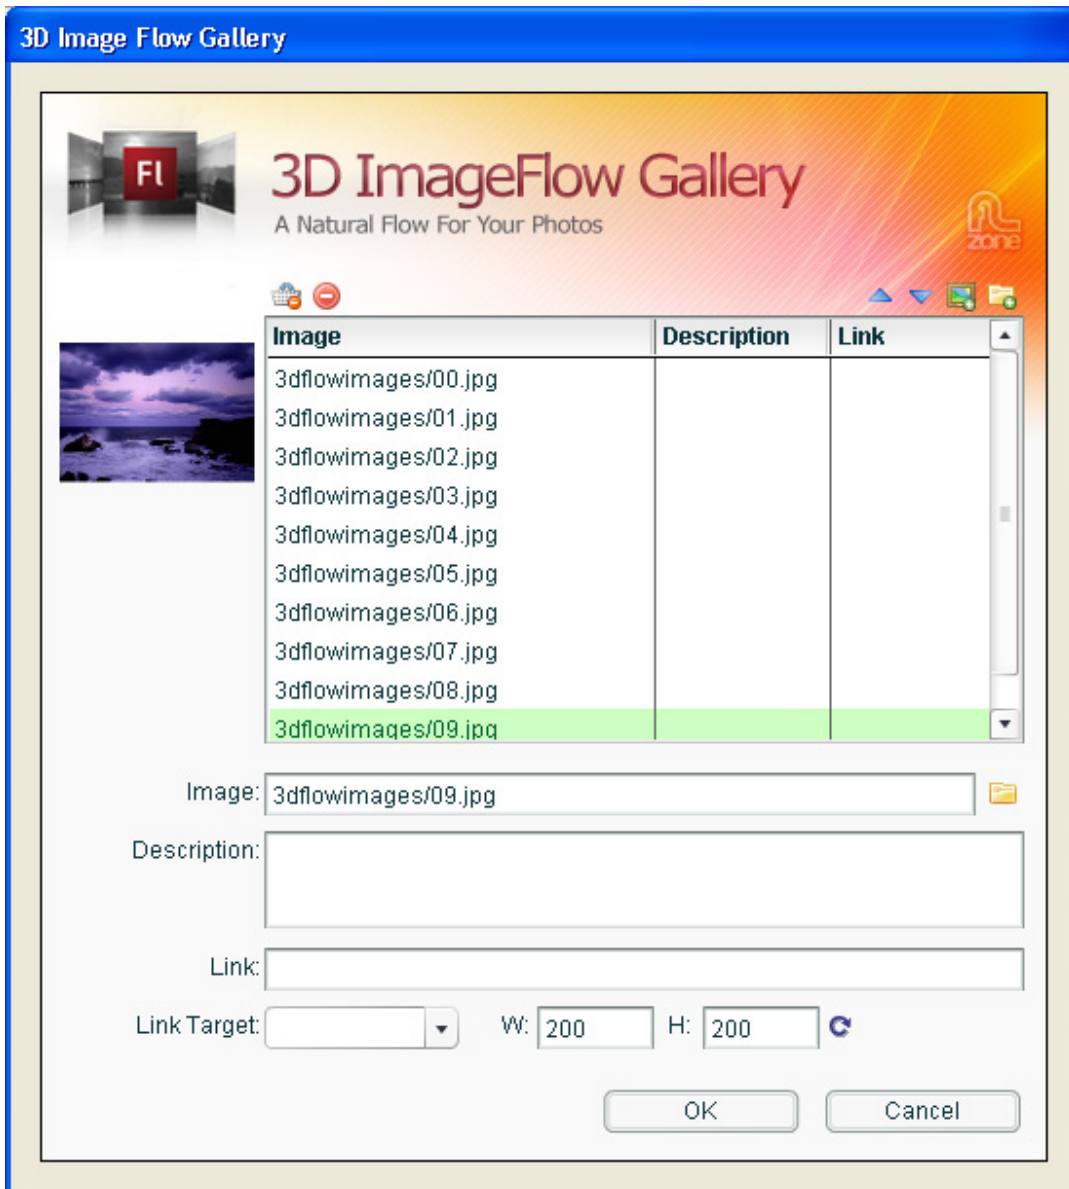 3D Image Flow Gallery
Fl
3D ImageFlow Gallery
A Natural Flow For Your Photos
FL
zone
Image Description Link
3dflowimages/00.jpg
3dflowimages/01.jpg
3dflowimages/02.jpg
3dflowimages/03.jpg
3dflowimages/04.jpg
3dflowimages/05.jpg
3dflowimages/06.jpg
3dflowimages/07.jpg
3dflowimages/08.jpg
3dflowimages/09.jpg
Image: 3dflowimages/09.jpg
Description:
Link:
Link Target: W: 200 H: 200
OK Cancel